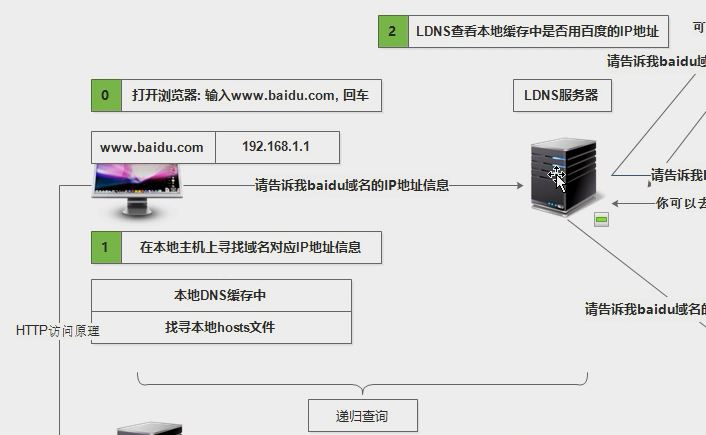 2 LDNS查看本地缓存中是否用百度的IP地址
可
请告诉我baidu域
0 打开浏览器: 输入www.baidu.com, 回车
LDNS服务器
www.baidu.com 192.168.1.1
请告诉我baidu域名的IP地址信息
请告诉我
你可以去
1 在本地主机上寻找域名对应IP地址信息
本地DNS缓存中
请告诉我baidu域名的
找寻本地hosts文件
HTTP访问原理
递归查询